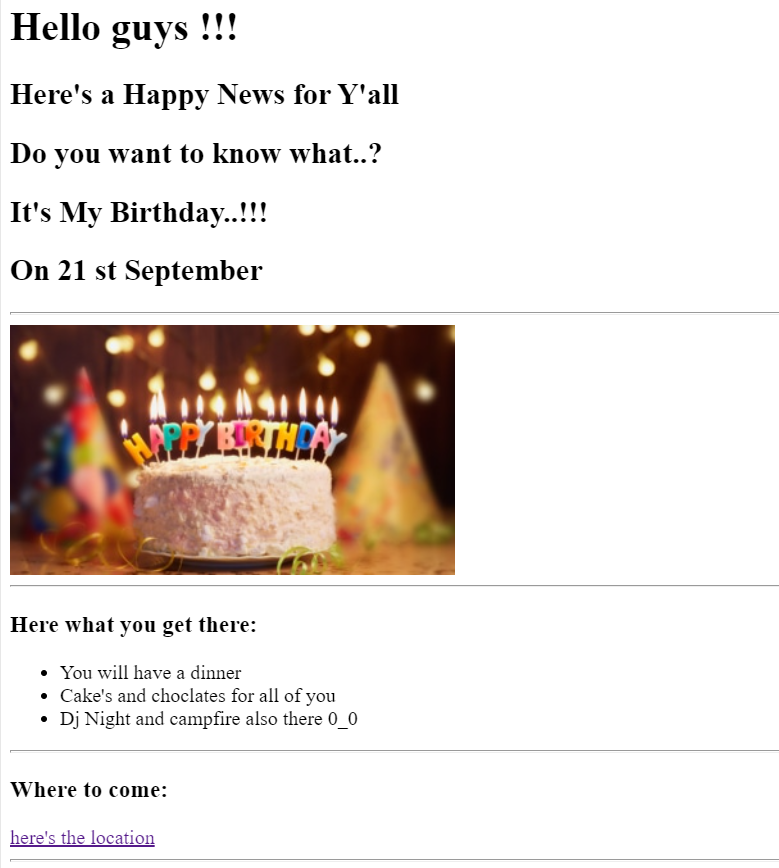 Hello guys !!!
Here's a Happy News for Y'all
Do you want to know what..?
It's My Birthday..!!!
On 21 st September
HAPPY BIRTHDAY
Here what you get there:
You will have a dinner
Cake's and choclates for all of you
Dj Night and campfire also there 0_0
Where to come:
here's the location